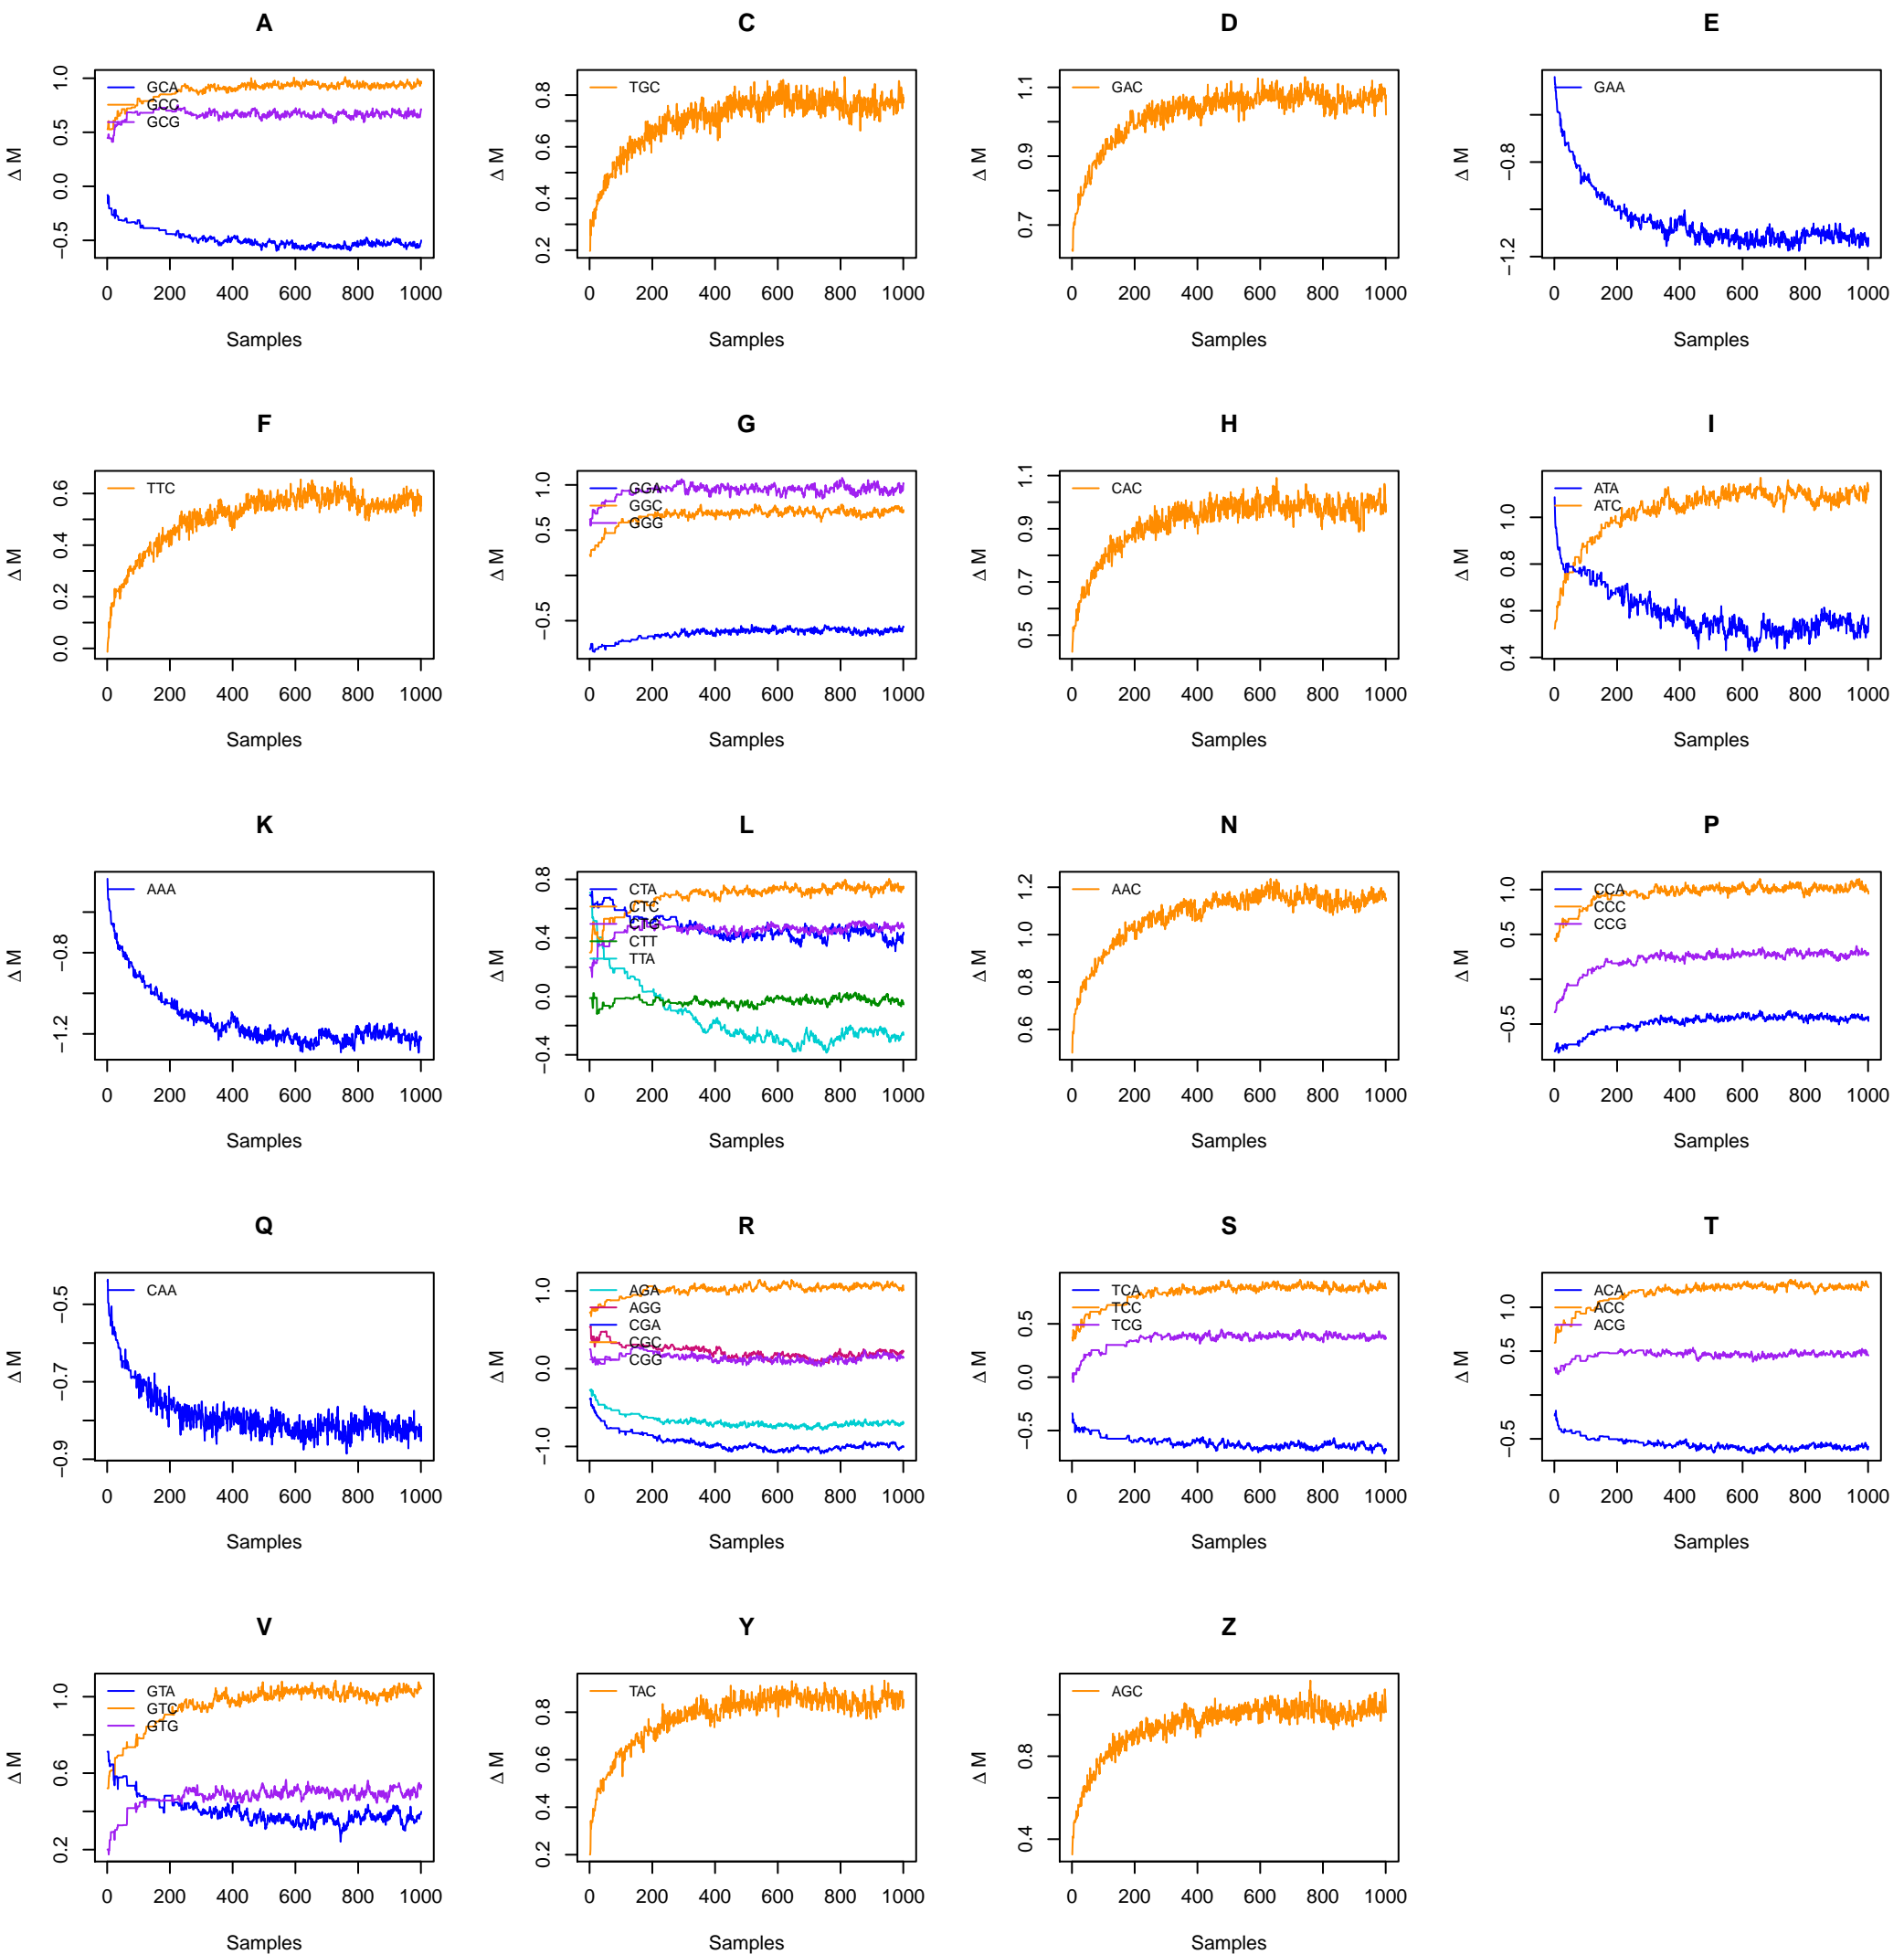 A
C
D
E
GCA
GCC
GCG
TGC
GAC
GAA
Δ M
−0.5 0.0 0.5 1.0
Δ M
0.2 0.4 0.6 0.8
Δ M
0.7 0.9 1.1
Δ M
−1.2 −0.8
0 200 400 600 800 1000
0 200 400 600 800 1000
0 200 400 600 800 1000
0 200 400 600 800 1000
Samples
Samples
Samples
Samples
F
G
H
I
TTC
GGA
GGC
GGG
CAC
ATA
ATC
Δ M
0.0 0.2 0.4 0.6
Δ M
−0.5 0.5 1.0
Δ M
0.5 0.7 0.9 1.1
Δ M
0.4 0.6 0.8 1.0
0 200 400 600 800 1000
0 200 400 600 800 1000
0 200 400 600 800 1000
0 200 400 600 800 1000
Samples
Samples
Samples
Samples
K
L
N
P
AAA
CTA
CTC
CTG
CTT
TTA
AAC
CCA
CCC
CCG
Δ M
−1.2 −0.8
Δ M
−0.4 0.0 0.4 0.8
Δ M
0.6 0.8 1.0 1.2
Δ M
−0.5 0.5 1.0
0 200 400 600 800 1000
0 200 400 600 800 1000
0 200 400 600 800 1000
0 200 400 600 800 1000
Samples
Samples
Samples
Samples
Q
R
S
T
CAA
AGA
AGG
CGA
CGC
CGG
TCA
TCC
TCG
ACA
ACC
ACG
Δ M
−0.9 −0.7 −0.5
Δ M
−1.0 0.0 1.0
Δ M
−0.5 0.0 0.5
Δ M
−0.5 0.5 1.0
0 200 400 600 800 1000
0 200 400 600 800 1000
0 200 400 600 800 1000
0 200 400 600 800 1000
Samples
Samples
Samples
Samples
V
Y
Z
GTA
GTC
GTG
TAC
AGC
Δ M
0.2 0.6 1.0
Δ M
0.2 0.4 0.6 0.8
Δ M
0.4 0.8
0 200 400 600 800 1000
0 200 400 600 800 1000
0 200 400 600 800 1000
Samples
Samples
Samples